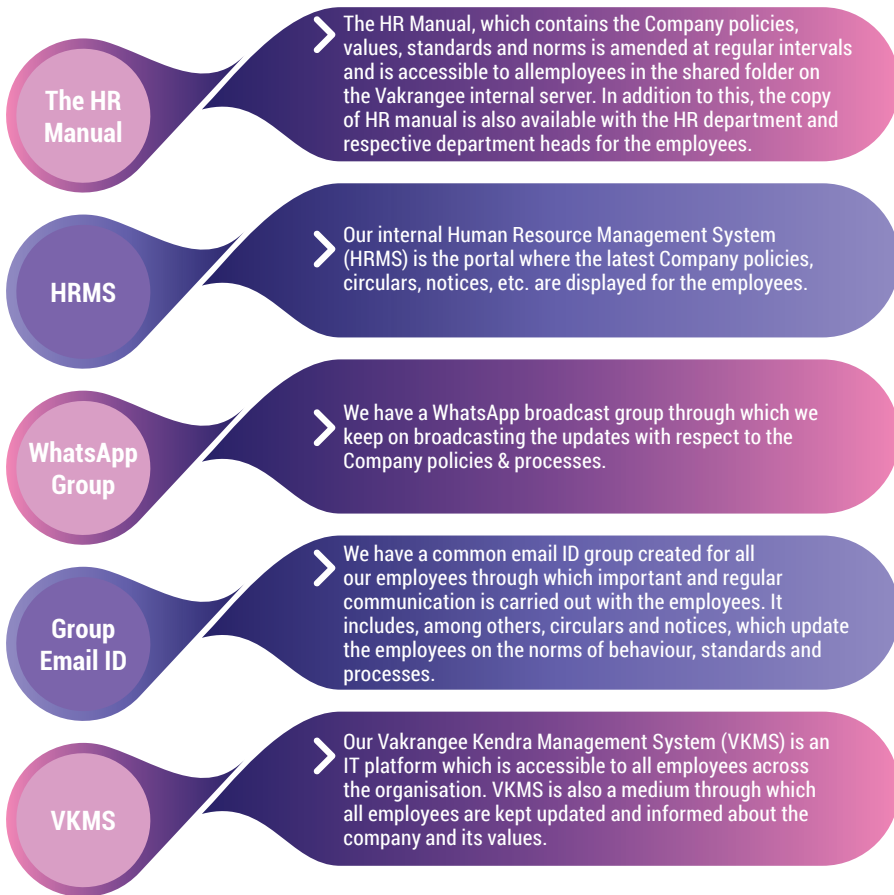 The HR
Manual
The HR Manual, which contains the Company policies,
values, standards and norms is amended at regular intervals
and is accessible to allemployees in the shared folder on
the Vakrangee internal server. In addition to this, the copy
of HR manual is also available with the HR department and
respective department heads for the employees.
HRMS
Our internal Human Resource Management System
(HRMS) is the portal where the latest Company policies,
circulars, notices, etc. are displayed for the employees.
WhatsApp
Group
We have a WhatsApp broadcast group through which we
keep on broadcasting the updates with respect to the
Company policies & processes.
Group
Email ID
We have a common email ID group created for all
our employees through which important and regular
communication is carried out with the employees. It
includes, among others, circulars and notices, which update
the employees on the norms of behaviour, standards and
processes.
VKMS
Our Vakrangee Kendra Management System (VKMS) is an
IT platform which is accessible to all employees across
the organisation. VKMS is also a medium through which
all employees are kept updated and informed about the
company and its values.